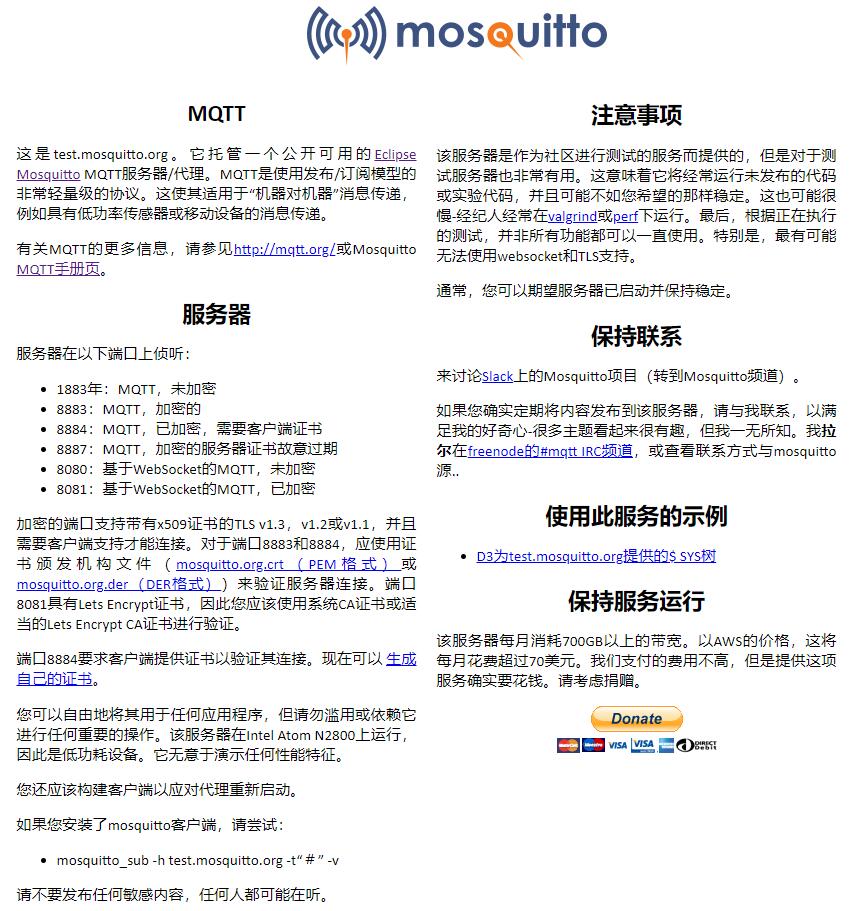 mosquitto
MQTT
这是test.mosquitto.org。它托管一个公开可用的Eclipse
Mosquitto MQTT服务器/代理。MQTT是使用发布/订阅模型的
非常轻量级的协议。这使其适用于“机器对机器”消息传递，
例如具有低功率传感器或移动设备的消息传递。
有关MQTT的更多信息，请参见http://mqtt.org/或Mosquitto
MQTT手册页。
服务器
服务器在以下端口上侦听：
• 1883年：MQTT，未加密
• 8883：MQTT，加密的
• 8884：MQTT，已加密，需要客户端证书
• 8887：MQTT，加密的服务器证书故意过期
• 8080：基于WebSocket的MQTT，未加密
• 8081：基于WebSocket的MQTT，已加密
加密的端口支持带有x509证书的TLS v1.3，v1.2或v1.1，并且
需要客户端支持才能连接。对于端口8883和8884，应使用证
书颁发机构文件（mosquitto.org.crt（PEM格式）或
mosquitto.org.der（DER格式））来验证服务器连接。端口
8081具有Lets Encrypt证书，因此您应该使用系统CA证书或适
当的Lets Encrypt CA证书进行验证。
端口8884要求客户端提供证书以验证其连接。现在可以 生成
自己的证书。
您可以自由地将其用于任何应用程序，但请勿滥用或依赖它
进行任何重要的操作。该服务器在Intel Atom N2800上运行，
因此是低功耗设备。它无意于演示任何性能特征。
您还应该构建客户端以应对代理重新启动。
如果您安装了mosquitto客户端，请尝试：
• mosquitto_sub -h test.mosquitto.org -t“＃” -v
请不要发布任何敏感内容，任何人都可能在听。
注意事项
该服务器是作为社区进行测试的服务而提供的，但是对于测
试服务器也非常有用。这意味着它将经常运行未发布的代码
或实验代码，并且可能不如您希望的那样稳定。这也可能很
慢-经纪人经常在valgrind或perf下运行。最后，根据正在执行
的测试，并非所有功能都可以一直使用。特别是，最有可能
无法使用websocket和TLS支持。
通常，您可以期望服务器已启动并保持稳定。
保持联系
来讨论Slack上的Mosquitto项目（转到Mosquitto频道）。
如果您确实定期将内容发布到该服务器，请与我联系，以满
足我的好奇心-很多主题看起来很有趣，但我一无所知。我拉
尔在freenode的#mqtt IRC频道，或查看联系方式与mosquitto
源..
使用此服务的示例
• D3为test.mosquitto.org提供的$ SYS树
保持服务运行
该服务器每月消耗700GB以上的带宽。以AWS的价格，这将
每月花费超过70美元。我们支付的费用不高，但是提供这项
服务确实要花钱。请考虑捐赠。
Donate
MasterCard Maestro VISA VISA DIRECT Debit